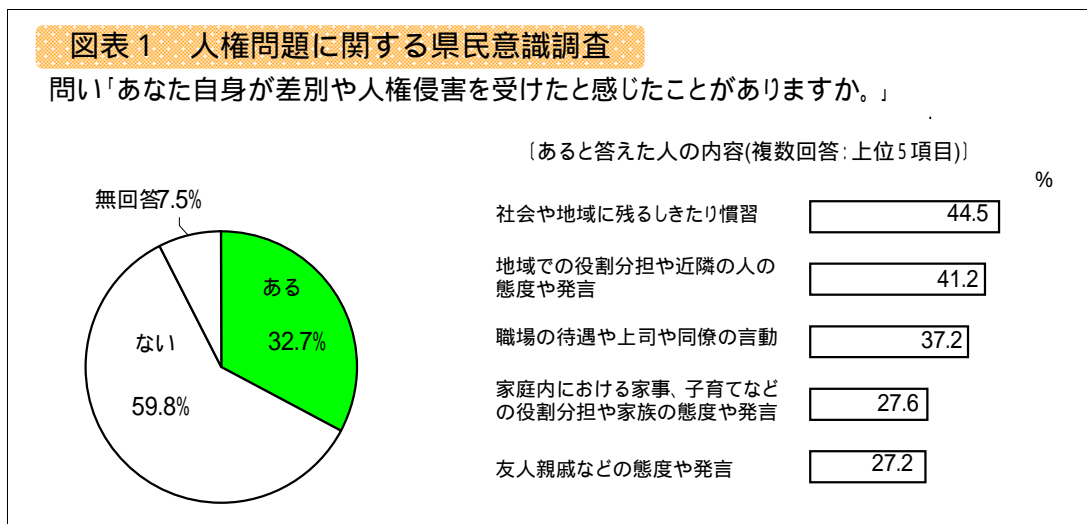 図表１　人権問題に関する県民意識調査
問い「あなた自身が差別や人権侵害を受けたと感じたことがありますか。」
〔あると答えた人の内容(複数回答:上位5項目)〕
%
無回答7.5%
ある
32.7%
ない
59.8%
社会や地域に残るしきたり慣習
44.5
地域での役割分担や近隣の人の
態度や発言
41.2
職場の待遇や上司や同僚の言動
37.2
家庭内における家事、子育てなど
の役割分担や家族の態度や発言
27.6
友人親戚などの態度や発言
27.2